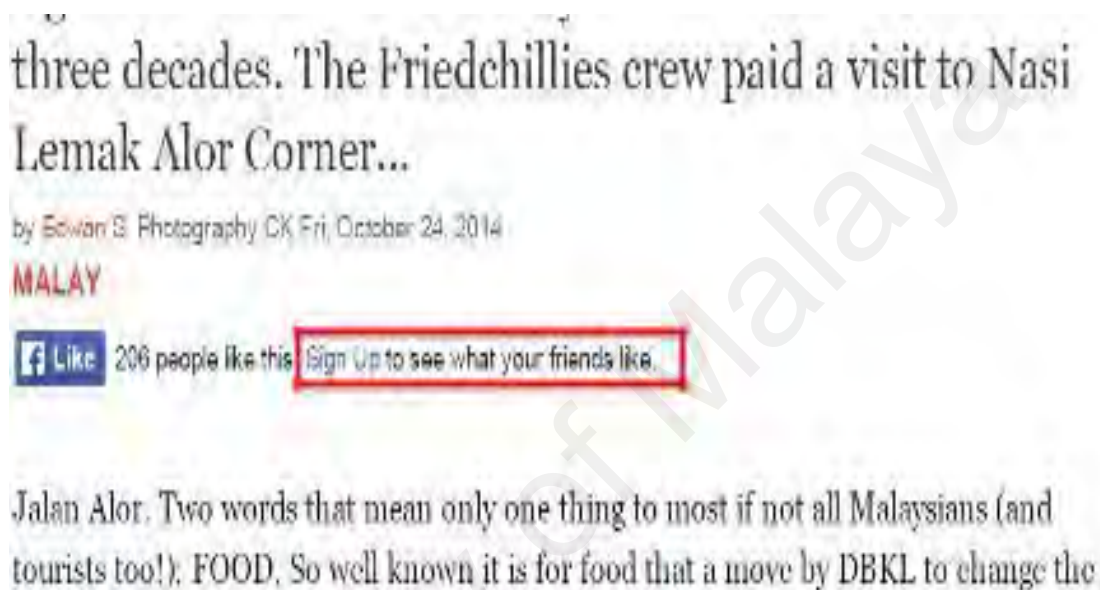 three decades. The Friedchillies crew paid a visit to Nasi
Lemak Alor Corner...
by Edwan S. Photography CK Fri, October 24, 2014
MALAY
f Like 206 people like this. Sign Up to see what your friends like.
Jalan Alor. Two words that mean only one thing to most if not all Malaysians (and
tourists too!); FOOD. So well known it is for food that a move by DBKL to change the
of Malaya